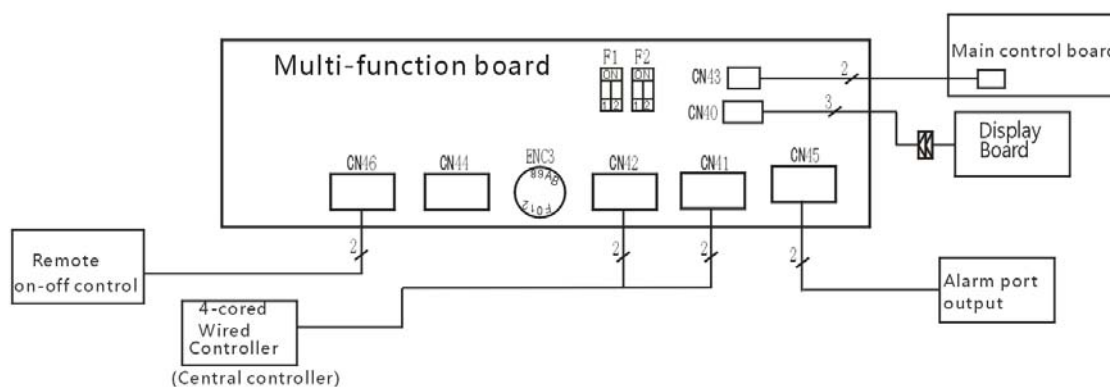 Multi-function board
F1 F2
ON ON
1 2 1 2
CN43
2
Main control board
CN40
3
Display
Board
CN46
CN44
ENC3
CN42
CN41
CN45
F012
2
2
2
2
Remote
on-off control
4-cored
Wired
Controller
(Central controller)
Alarm port
output